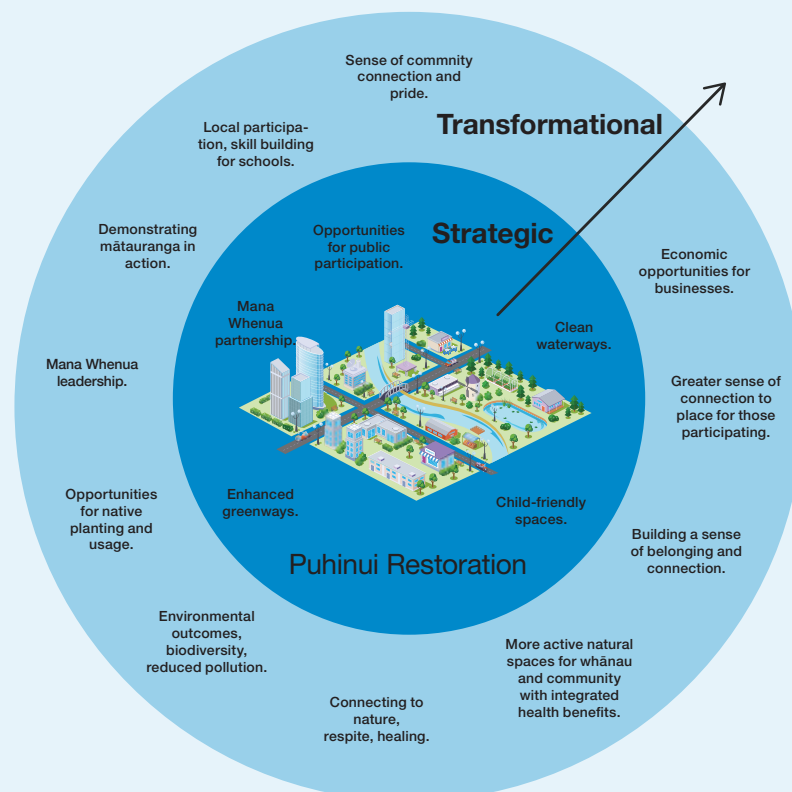 Sense of commnity
connection and
pride.
Transformational
Local participa-
tion, skill building
for schools.
Demonstrating
mātauranga in
action.
Opportunities
for public
participation.
Strategic
Economic
opportunities for
businesses.
Mana
Whenua
partnership.
Clean
waterways.
Mana Whenua
leadership.
Greater sense of
connection to
place for those
participating.
Opportunities
for native
planting and
usage.
Enhanced
greenways.
Child-friendly
spaces.
Building a sense
of belonging and
connection.
Puhinui Restoration
Environmental
outcomes,
biodiversity,
reduced pollution.
More active natural
spaces for whānau
and community
with integrated
health benefits.
Connecting to
nature,
respite, healing.